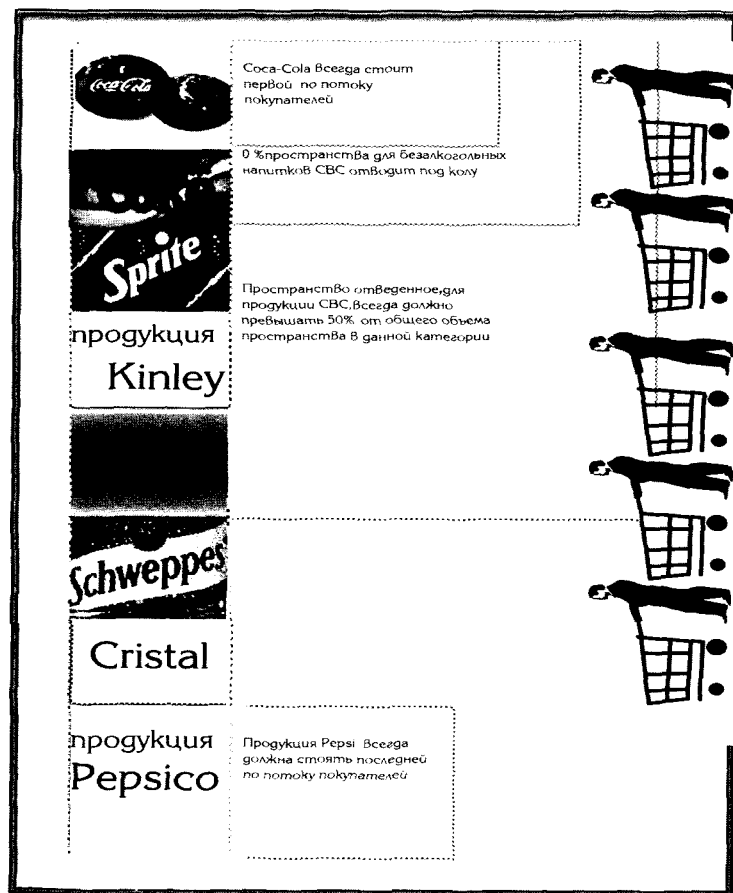 Coca-Cola
Coca-Cola всегда стоит
первой по потоку
покупателей
0 %пространства для безалкогольных
напитков СВС отводит под колу
Sprite
Пространство отведенное,для
продукции СВС,всегда должно
превышать 50% от общего объема
пространства в данной категории
продукция
Kinley
Schweppes
Cristal
продукция
Pepsico
Продукция Pepsi всегда
должна стоять последней
по потоку покупателей